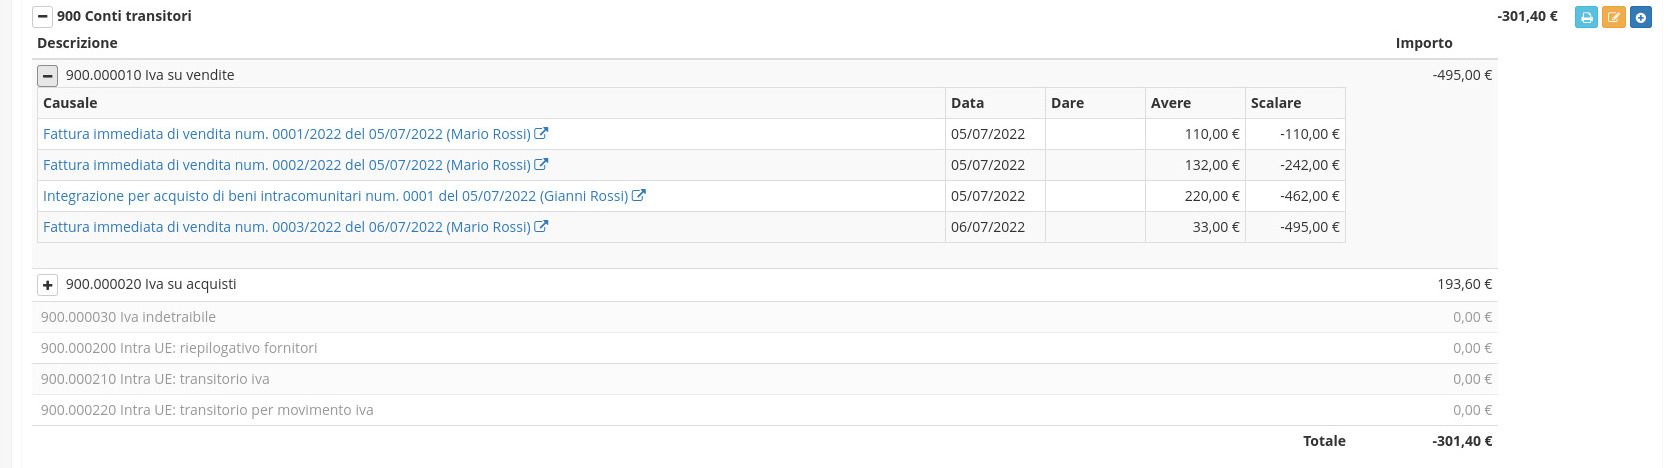 900 Conti transitori -301,40 €
Descrizione Importo
900.000010 Iva su vendite -495,00 €
Causale Data Dare Avere Scalare
Fattura immediata di vendita num. 0001/2022 del 05/07/2022 (Mario Rossi) 05/07/2022 110,00 € -110,00 €
Fattura immediata di vendita num. 0002/2022 del 05/07/2022 (Mario Rossi) 05/07/2022 132,00 € -242,00 €
Integrazione per acquisto di beni intracomunitari num. 0001 del 05/07/2022 (Gianni Rossi) 05/07/2022 220,00 € -462,00 €
Fattura immediata di vendita num. 0003/2022 del 06/07/2022 (Mario Rossi) 06/07/2022 33,00 € -495,00 €
900.000020 Iva su acquisti 193,60 €
900.000030 Iva indetraibile 0,00 €
900.000200 Intra UE: riepilogativo fornitori 0,00 €
900.000210 Intra UE: transitorio iva 0,00 €
900.000220 Intra UE: transitorio per movimento iva 0,00 €
Totale -301,40 €